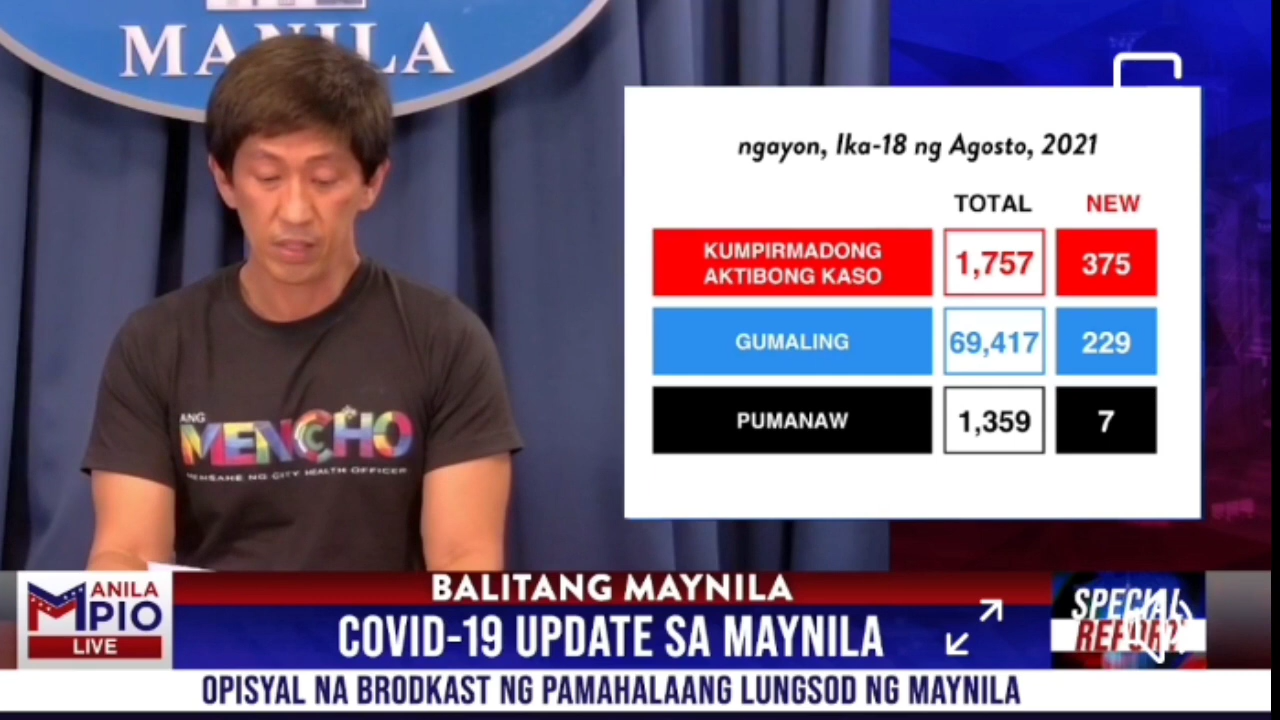 MANILA
ngayon, Ika-18 ng Agosto, 2021
TOTAL NEW
KUMPIRMADONG
AKTIBONG KASO
1,757 375
GUMALING 69,417 229
PUMANAW 1,359 7
ANG
MENCHO
MENSAHE NG CITY HEALTH OFFICER
MANILA
PIO
LIVE
BALITANG MAYNILA
COVID-19 UPDATE SA MAYNILA
SPECIAL
REPORT
OPISYAL NA BRODKAST NG PAMAHALAANG LUNGSOD NG MAYNILA